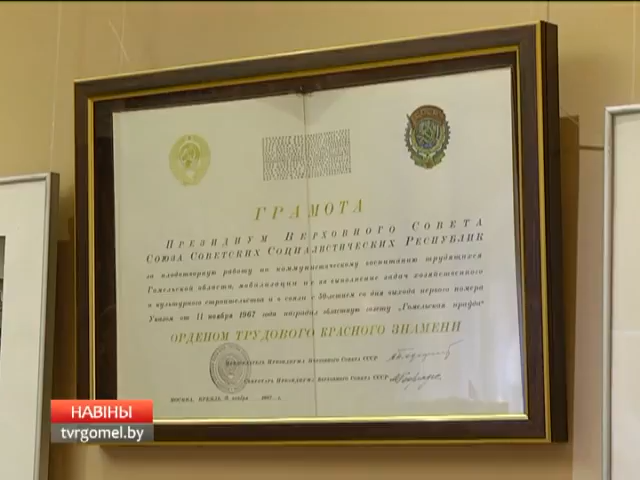 ГРАМОТА
ПРЕЗИДИУМ ВЕРХОВНОГО СОВЕТА
СОЮЗА СОВЕТСКИХ СОЦИАЛИСТИЧЕСКИХ РЕСПУБЛИК
за плодотворную работу по коммунистическому воспитанию трудящихся
Гомельской области, мобилизации их на выполнение задач хозяйственного
и культурного строительства и в связи с 50-летием со дня выхода первого номера
Указом от 11 ноября 1967 года наградил областную газету „Гомельская правда“
ОРДЕНОМ ТРУДОВОГО КРАСНОГО ЗНАМЕНИ
ПРЕДСЕДАТЕЛЬ ПРЕЗИДИУМА ВЕРХОВНОГО СОВЕТА СССР
СЕКРЕТАРЬ ПРЕЗИДИУМА ВЕРХОВНОГО СОВЕТА СССР
МОСКВА, КРЕМЛЬ ноября 1967 г.
НАВІНЫ
tvrgomel.by